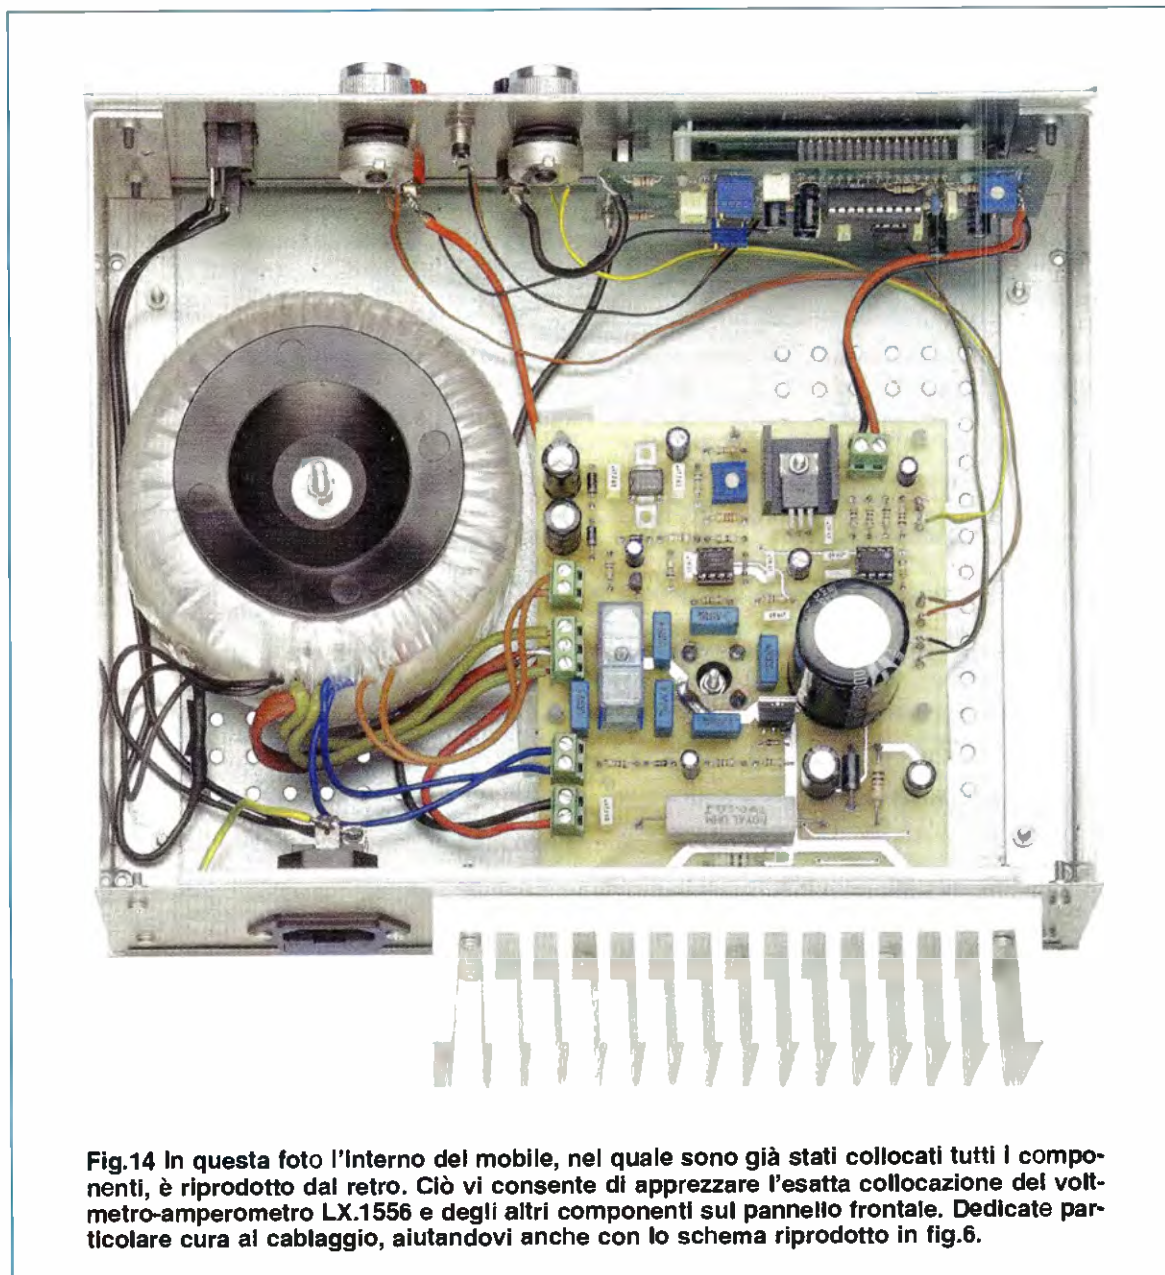 ROYAL OHM
Fig.14 In questa foto l'interno del mobile, nel quale sono già stati collocati tutti i compo-
nenti, è riprodotto dal retro. Ciò vi consente di apprezzare l'esatta collocazione del volt-
metro-amperometro LX.1556 e degli altri componenti sul pannello frontale. Dedicate par-
ticolare cura al cablaggio, aiutandovi anche con lo schema riprodotto in fig.6.